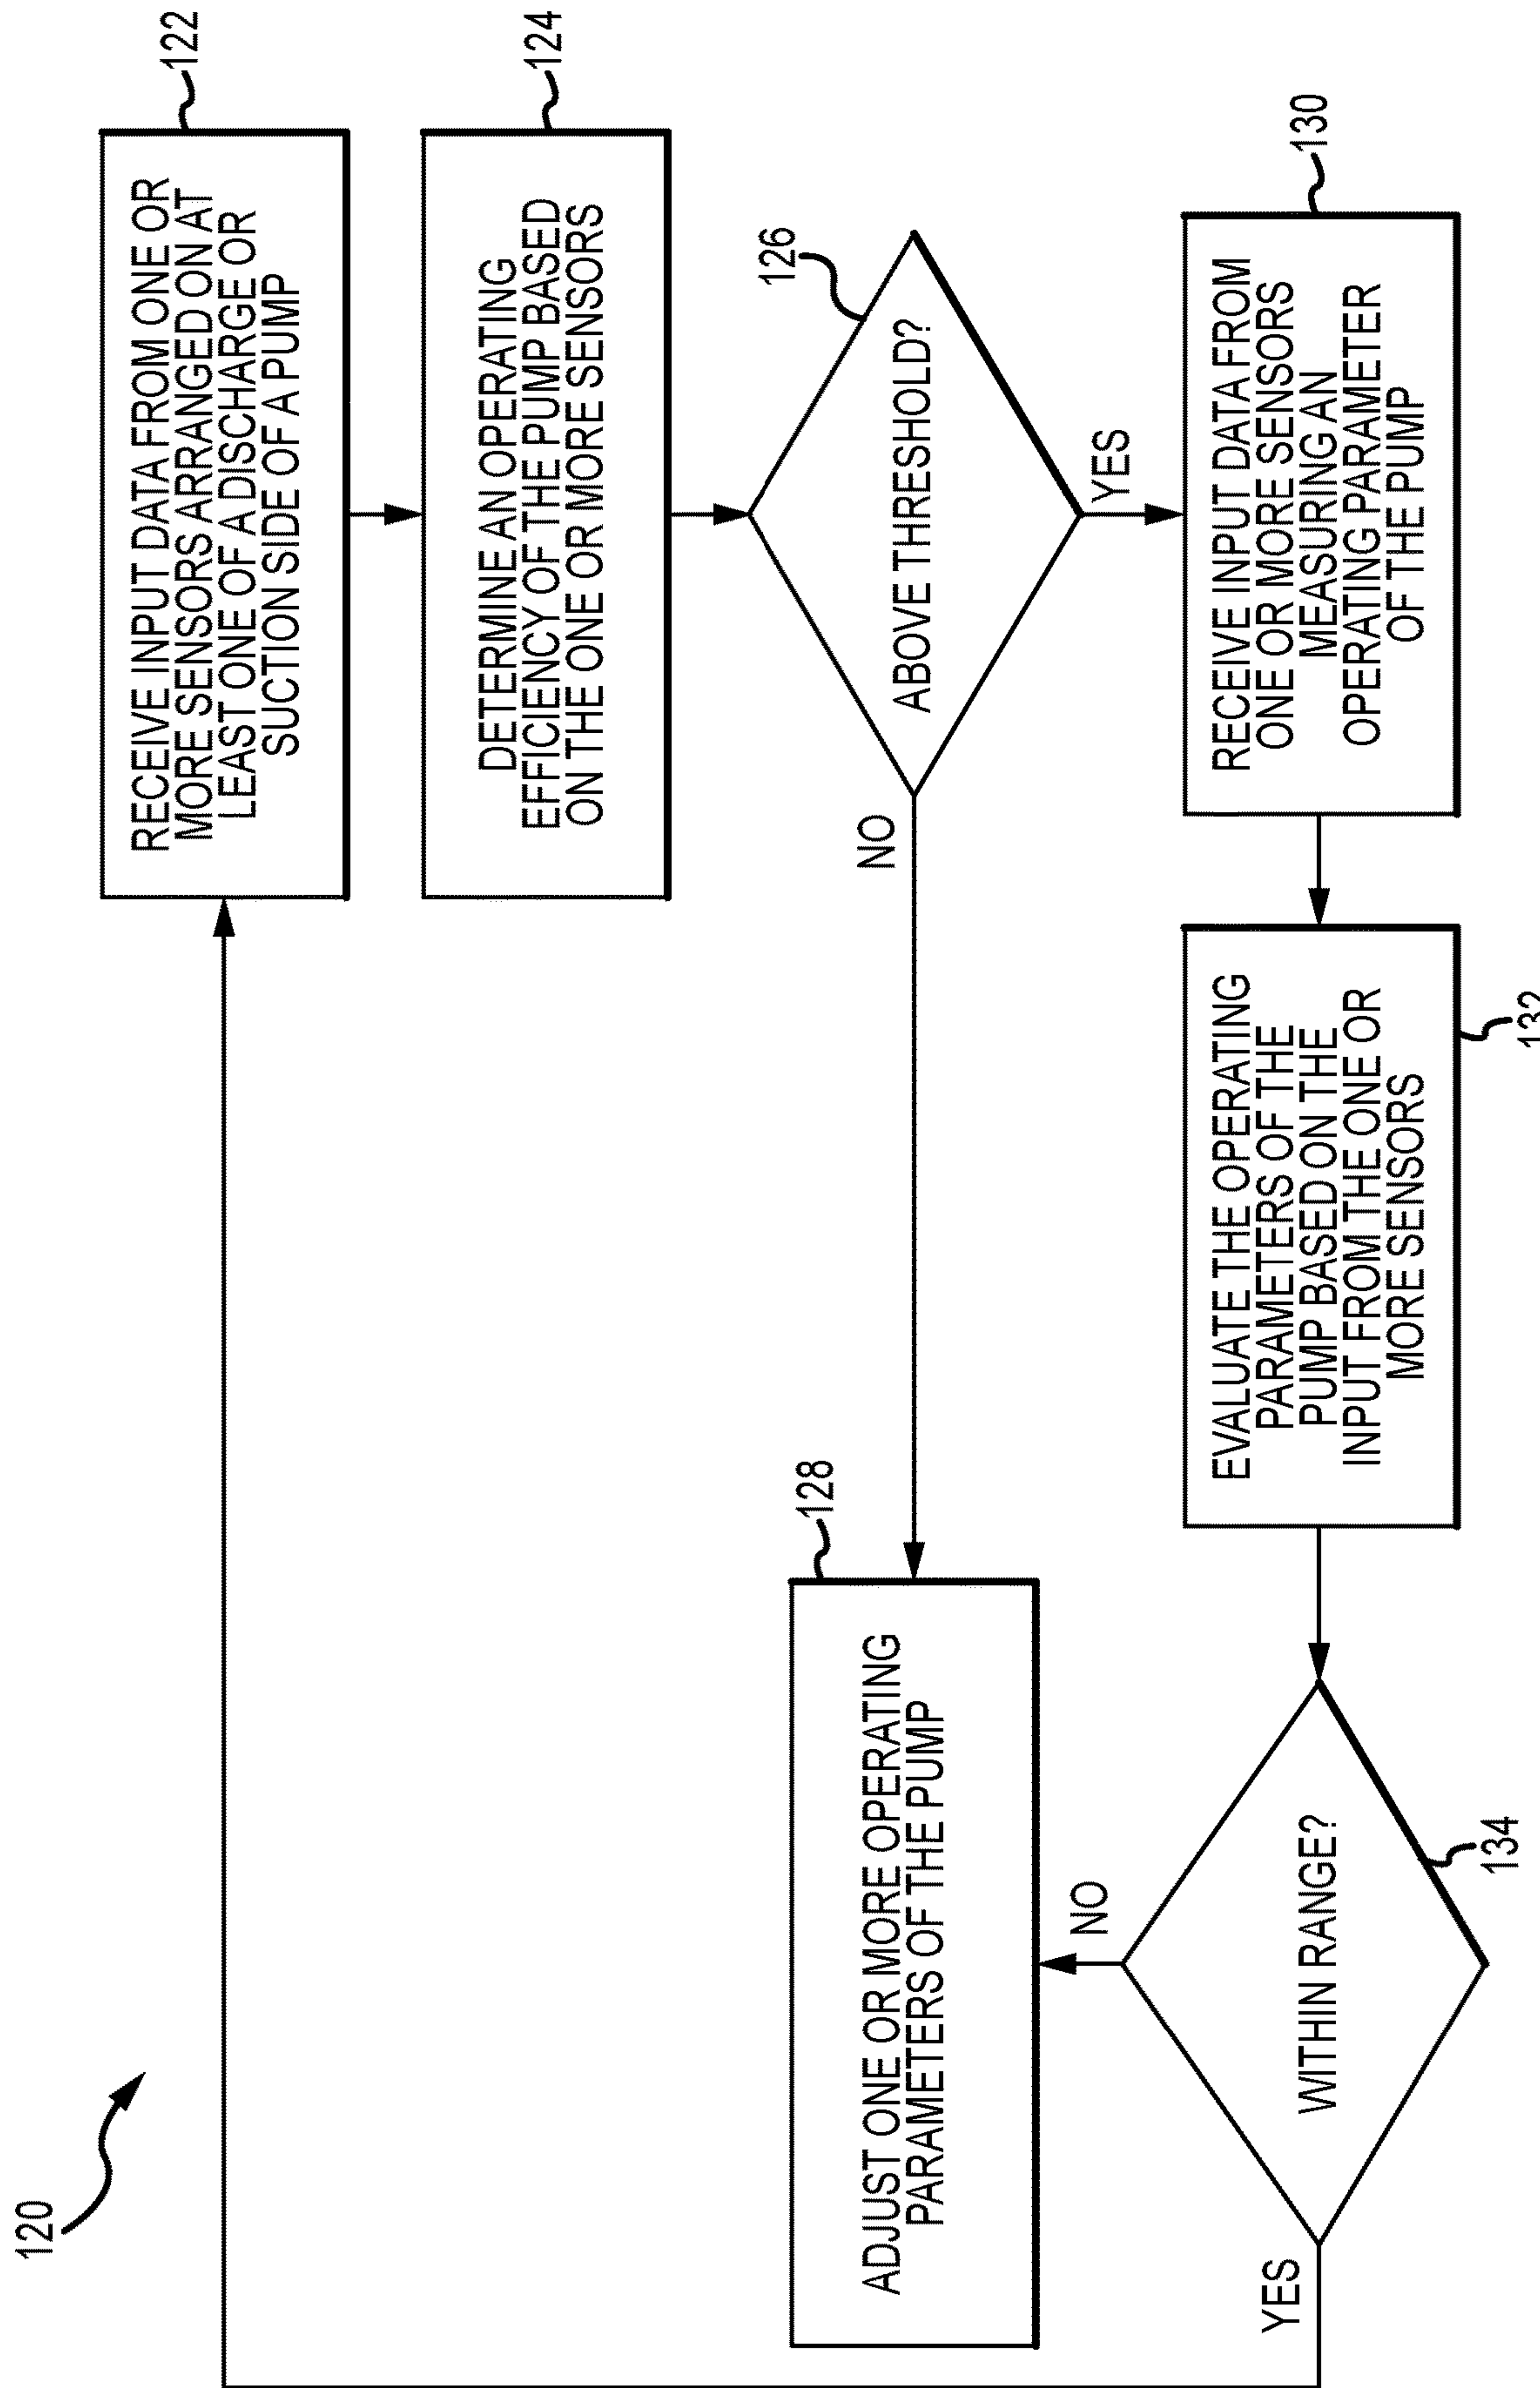 120
RECEIVE INPUT DATA FROM ONE OR
MORE SENSORS ARRANGED ON AT
LEAST ONE OF A DISCHARGE OR
SUCTION SIDE OF A PUMP
122
DETERMINE AN OPERATING
EFFICIENCY OF THE PUMP BASED
ON THE ONE OR MORE SENSORS
124
ABOVE THRESHOLD?
126
NO
YES
ADJUST ONE OR MORE OPERATING
PARAMETERS OF THE PUMP
128
RECEIVE INPUT DATA FROM
ONE OR MORE SENSORS
MEASURING AN
OPERATING PARAMETER
OF THE PUMP
130
EVALUATE THE OPERATING
PARAMETERS OF THE
PUMP BASED ON THE
INPUT FROM THE ONE OR
MORE SENSORS
132
WITHIN RANGE?
134
NO
YES